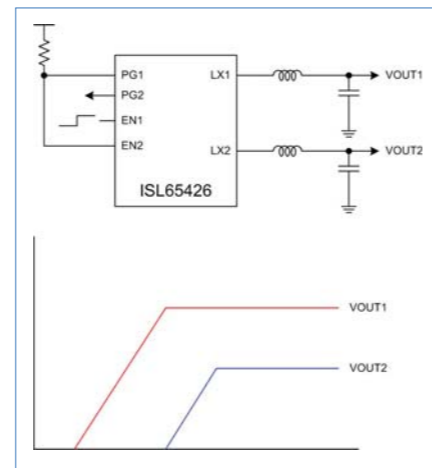 PG1
LX1
VOUT1
PG2
EN1
EN2
LX2
VOUT2
ISL65426
VOUT1
VOUT2